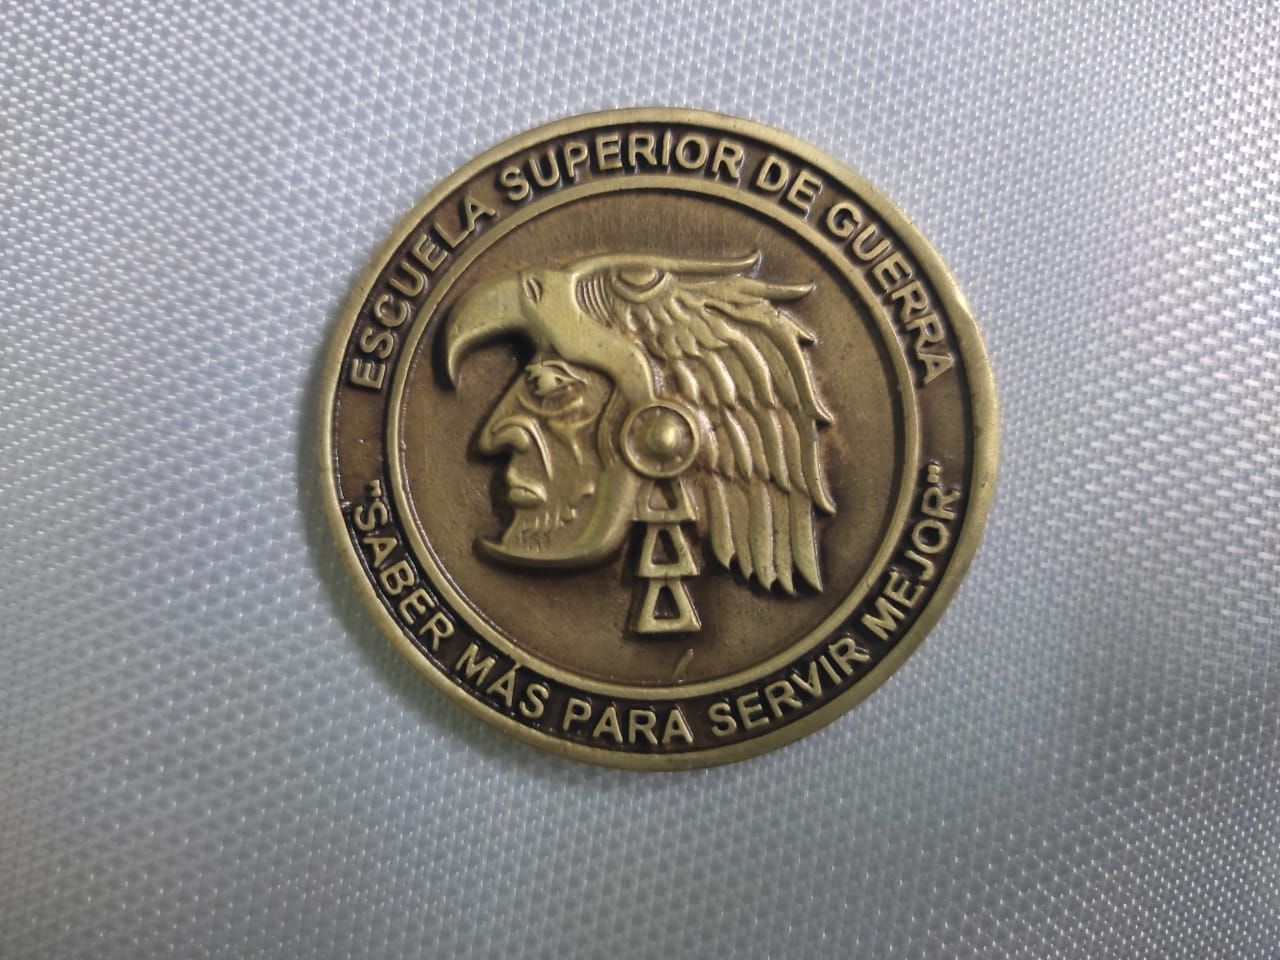 ESCUELA SUPERIOR DE GUERRA
"SABER MÁS PARA SERVIR MEJOR"